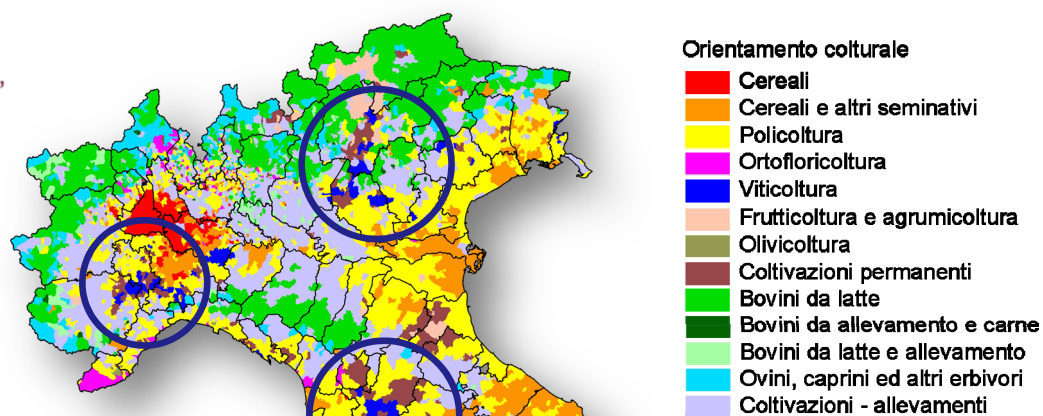 Orientamento colturale
Cereali
Cereali e altri seminativi
Policoltura
Ortofloricoltura
Viticoltura
Frutticoltura e agrumicoltura
Olivicoltura
Coltivazioni permanenti
Bovini da latte
Bovini da allevamento e carne
Bovini da latte e allevamento
Ovini, caprini ed altri erbivori
Coltivazioni - allevamenti